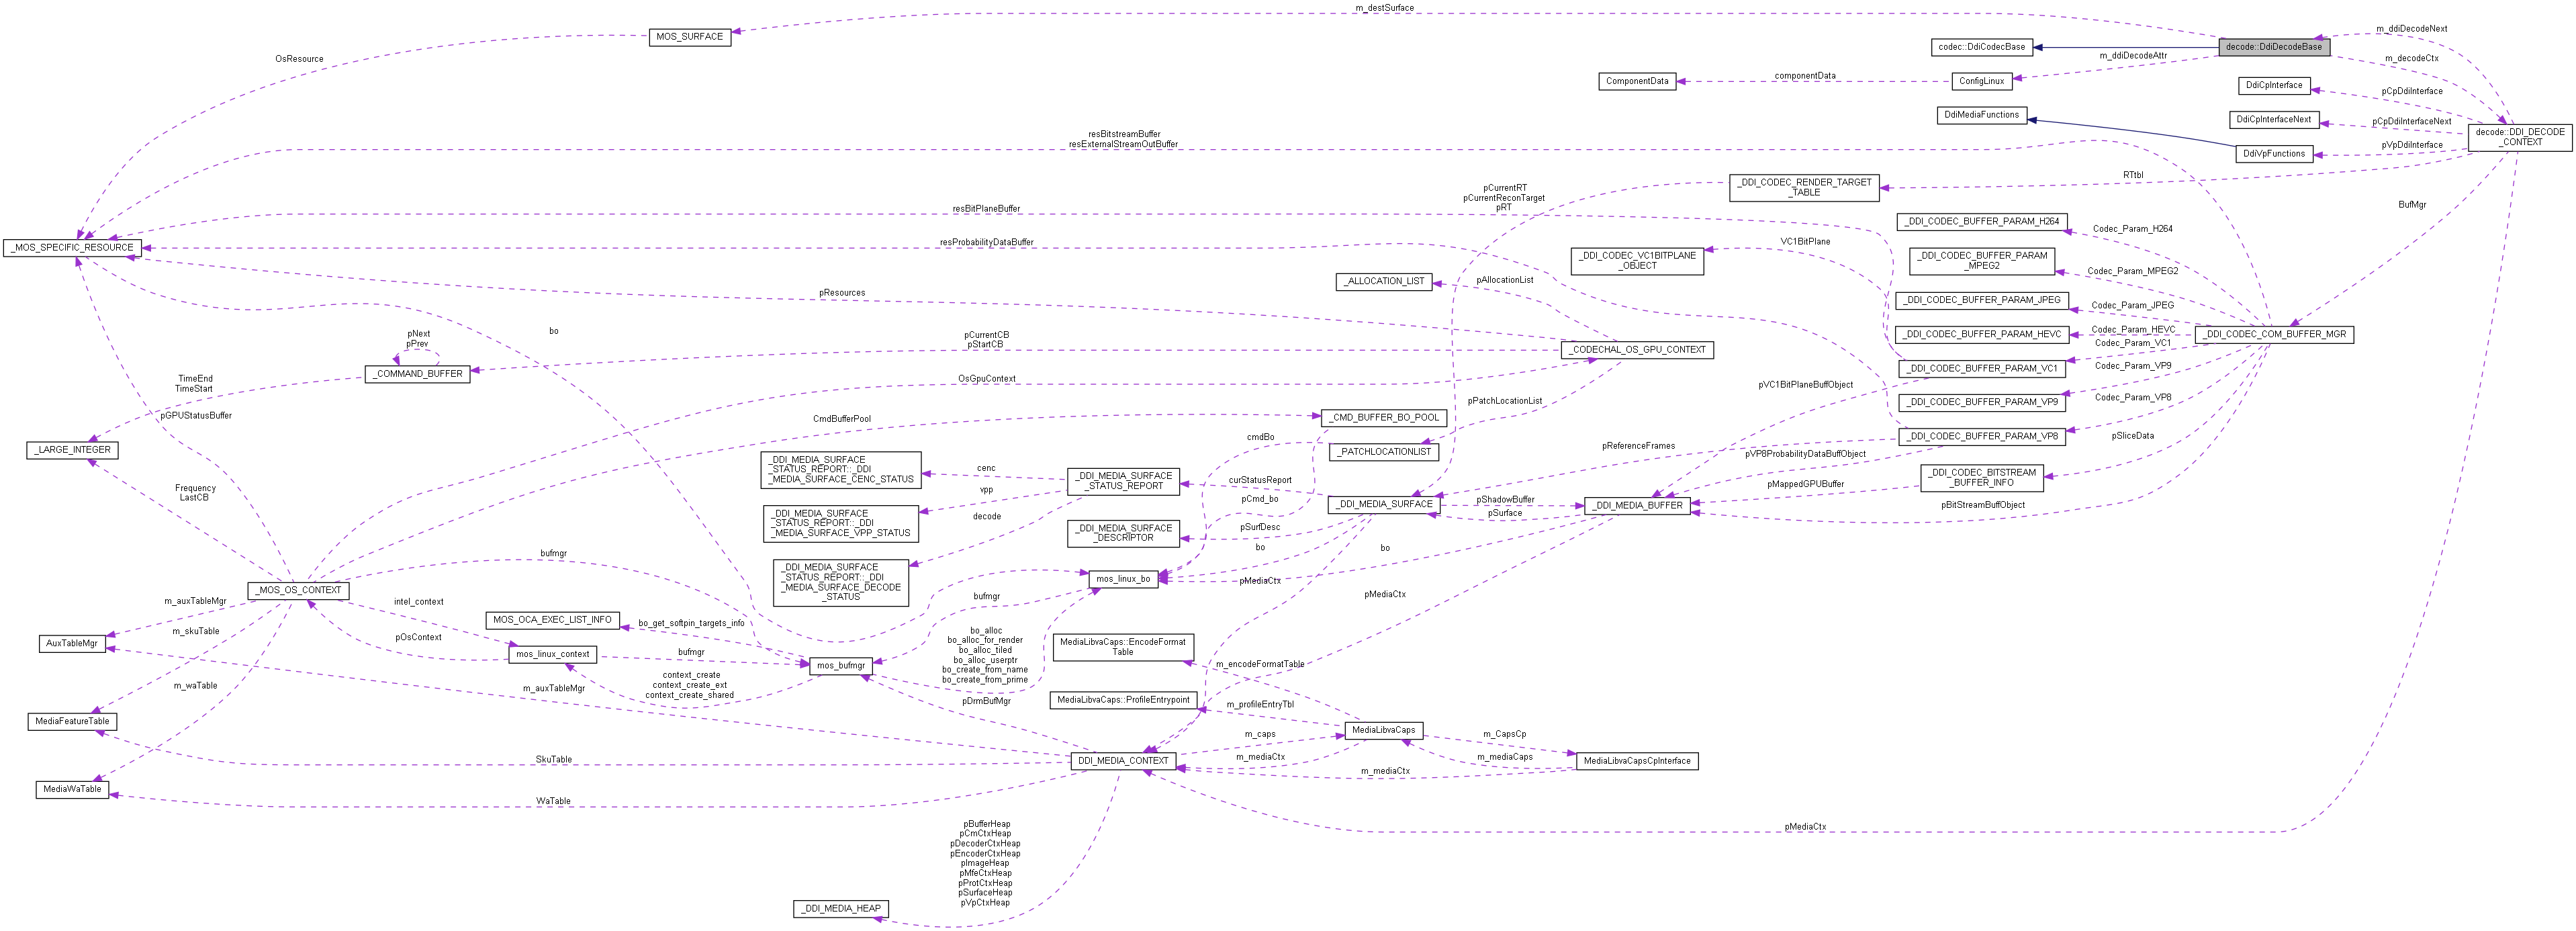 m_destSurface
MOS_SURFACE
m_ddiDecodeNext
codec::DdiCodecBase
decode::DdiDecodeBase
OsResource
m_ddiDecodeAttr
m_decodeCtx
ComponentData
componentData
ConfigLinux
DdiCpInterface
pCpDdiInterface
DdiMediaFunctions
DdiCpInterfaceNext
pCpDdiInterfaceNext
decode::DDI_DECODE
_CONTEXT
resBitstreamBuffer
resExternalStreamOutBuffer
DdiVpFunctions
pVpDdiInterface
pCurrentRT
pCurrentReconTarget
pRT
_DDI_CODEC_RENDER_TARGET
_TABLE
RTtbl
resBitPlaneBuffer
BufMgr
_DDI_CODEC_BUFFER_PARAM_H264
Codec_Param_H264
_MOS_SPECIFIC_RESOURCE
resProbabilityDataBuffer
VC1BitPlane
_DDI_CODEC_VC1BITPLANE
_OBJECT
_DDI_CODEC_BUFFER_PARAM
_MPEG2
Codec_Param_MPEG2
_ALLOCATION_LIST
pAllocationList
pResources
_DDI_CODEC_BUFFER_PARAM_JPEG
Codec_Param_JPEG
bo
pNext
pPrev
pCurrentCB
pStartCB
_DDI_CODEC_BUFFER_PARAM_HEVC
Codec_Param_HEVC
_DDI_CODEC_COM_BUFFER_MGR
_CODECHAL_OS_GPU_CONTEXT
Codec_Param_VC1
_COMMAND_BUFFER
_DDI_CODEC_BUFFER_PARAM_VC1
Codec_Param_VP9
TimeEnd
TimeStart
OsGpuContext
pVC1BitPlaneBuffObject
_DDI_CODEC_BUFFER_PARAM_VP9
Codec_Param_VP8
pGPUStatusBuffer
CmdBufferPool
_CMD_BUFFER_BO_POOL
pPatchLocationList
_DDI_CODEC_BUFFER_PARAM_VP8
pSliceData
_LARGE_INTEGER
cmdBo
_PATCHLOCATIONLIST
pReferenceFrames
pVP8ProbabilityDataBuffObject
_DDI_MEDIA_SURFACE
_STATUS_REPORT::_DDI
_MEDIA_SURFACE_CENC_STATUS
cenc
_DDI_MEDIA_SURFACE
_STATUS_REPORT
curStatusReport
_DDI_CODEC_BITSTREAM
_BUFFER_INFO
pMappedGPUBuffer
Frequency
LastCB
vpp
pCmd_bo
_DDI_MEDIA_SURFACE
pShadowBuffer
pSurface
_DDI_MEDIA_BUFFER
pBitStreamBuffObject
_DDI_MEDIA_SURFACE
_STATUS_REPORT::_DDI
_MEDIA_SURFACE_VPP_STATUS
decode
_DDI_MEDIA_SURFACE
_DESCRIPTOR
pSurfDesc
bufmgr
bo
bo
_DDI_MEDIA_SURFACE
_STATUS_REPORT::_DDI
_MEDIA_SURFACE_DECODE
_STATUS
mos_linux_bo
pMediaCtx
pMediaCtx
_MOS_OS_CONTEXT
m_auxTableMgr
intel_context
bufmgr
MOS_OCA_EXEC_LIST_INFO
bo_get_softpin_targets_info
m_skuTable
AuxTableMgr
pOsContext
mos_linux_context
bufmgr
bo_alloc
bo_alloc_for_render
bo_alloc_tiled
bo_alloc_userptr
bo_create_from_name
bo_create_from_prime
MediaLibvaCaps::EncodeFormat
Table
m_encodeFormatTable
mos_bufmgr
m_waTable
m_auxTableMgr
context_create
context_create_ext
context_create_shared
pDrmBufMgr
MediaLibvaCaps::ProfileEntrypoint
m_profileEntryTbl
MediaFeatureTable
MediaLibvaCaps
m_caps
m_CapsCp
SkuTable
DDI_MEDIA_CONTEXT
m_mediaCtx
m_mediaCaps
MediaLibvaCapsCpInterface
m_mediaCtx
MediaWaTable
WaTable
pMediaCtx
pBufferHeap
pCmCtxHeap
pDecoderCtxHeap
pEncoderCtxHeap
pImageHeap
pMfeCtxHeap
pProtCtxHeap
pSurfaceHeap
pVpCtxHeap
_DDI_MEDIA_HEAP